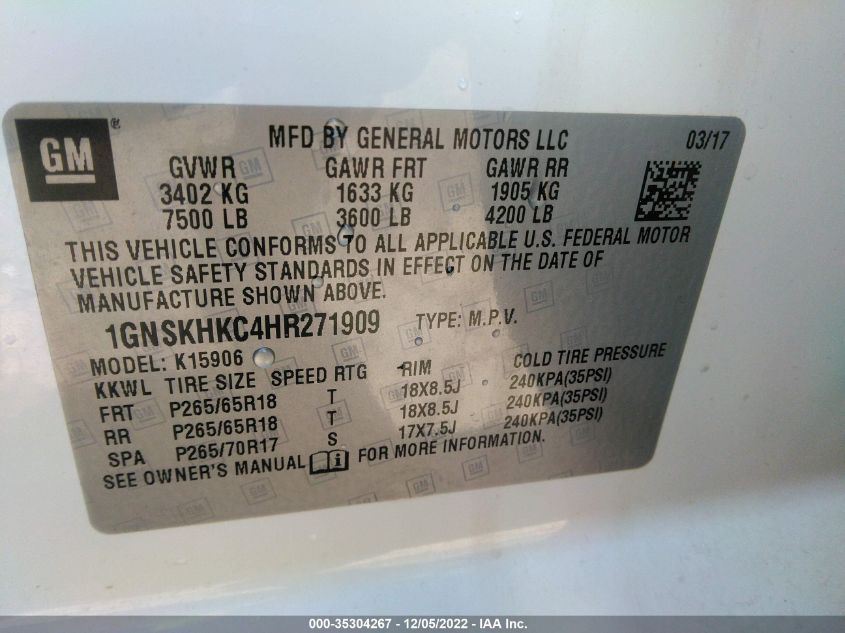 GM ®
MFD BY GENERAL MOTORS LLC 03/17
GVWR GAWR FRT GAWR RR
3402 KG 1633 KG 1905 KG
7500 LB 3600 LB 4200 LB
THIS VEHICLE CONFORMS TO ALL APPLICABLE U.S. FEDERAL MOTOR
VEHICLE SAFETY STANDARDS IN EFFECT ON THE DATE OF
MANUFACTURE SHOWN ABOVE.
1GNSKHKC4HR271909 TYPE: M.P.V.
MODEL: K15906
KKWL TIRE SIZE SPEED RTG RIM COLD TIRE PRESSURE
FRT P265/65R18 T 18X8.5J 240KPA(35PSI)
RR P265/65R18 T 18X8.5J 240KPA(35PSI)
SPA P265/70R17 S 17X7.5J 240KPA(35PSI)
SEE OWNER'S MANUAL FOR MORE INFORMATION.
000-35304267 - 12/05/2022 - IAA Inc.